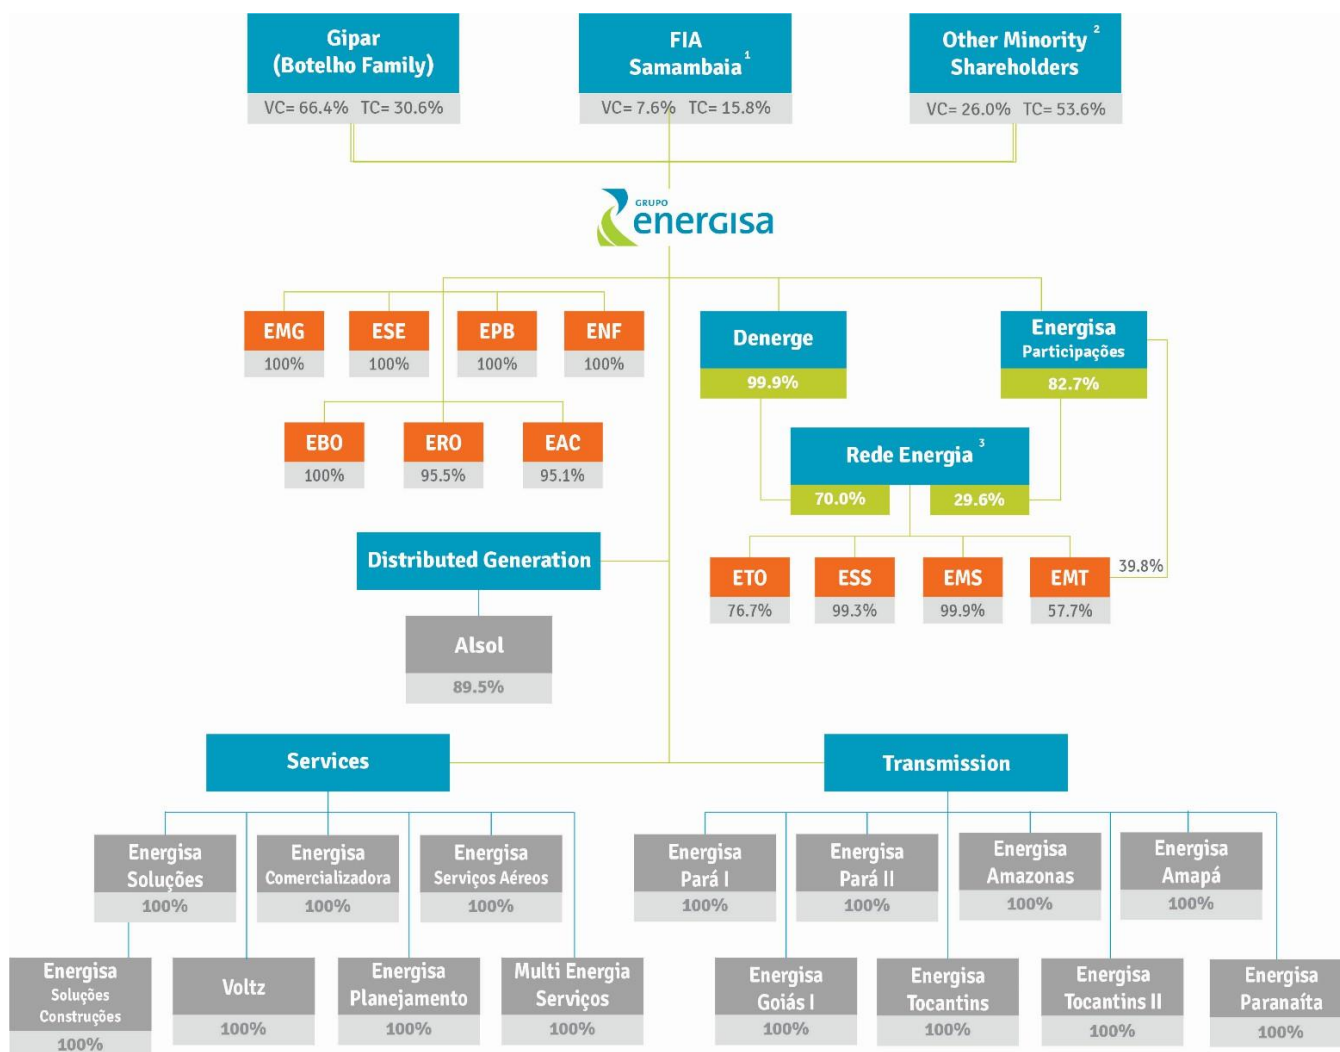 Gipar
(Botelho Family)
VC= 66.4% TC= 30.6%
FIA
Samambaia 1
VC= 7.6% TC= 15.8%
Other Minority 2
Shareholders
VC= 26.0% TC= 53.6%
GRUPO
energisa
EMG
100%
ESE
100%
EPB
100%
ENF
100%
EBO
100%
ERO
95.5%
EAC
95.1%
Denerge
99.9%
Energisa
Participações
82.7%
Rede Energia 3
70.0%
29.6%
ETO
76.7%
ESS
99.3%
EMS
99.9%
EMT
57.7%
39.8%
Distributed Generation
Alsol
89.5%
Services
Energisa
Soluções
100%
Energisa
Comercializadora
100%
Energisa
Serviços Aéreos
100%
Energisa
Soluções
Construções
100%
Voltz
100%
Energisa
Planejamento
100%
Multi Energia
Serviços
100%
Transmission
Energisa
Pará I
100%
Energisa
Pará II
100%
Energisa
Amazonas
100%
Energisa
Amapá
100%
Energisa
Goiás I
100%
Energisa
Tocantins
100%
Energisa
Tocantins II
100%
Energisa
Paranaíta
100%